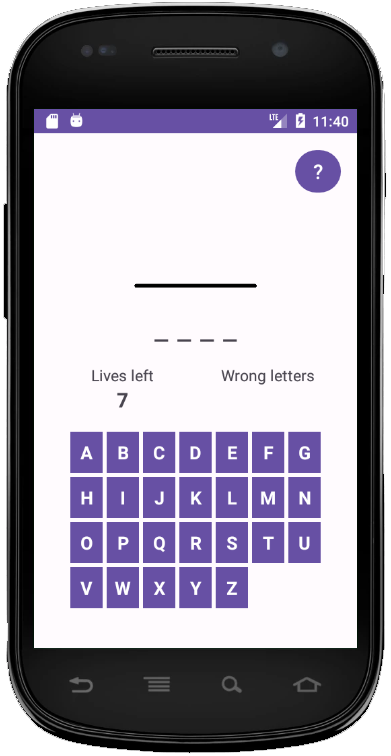 LTE 11:40
?
_ _ _ _
Lives left Wrong letters
7
A B C D E F G
H I J K L M N
O P Q R S T U
V W X Y Z